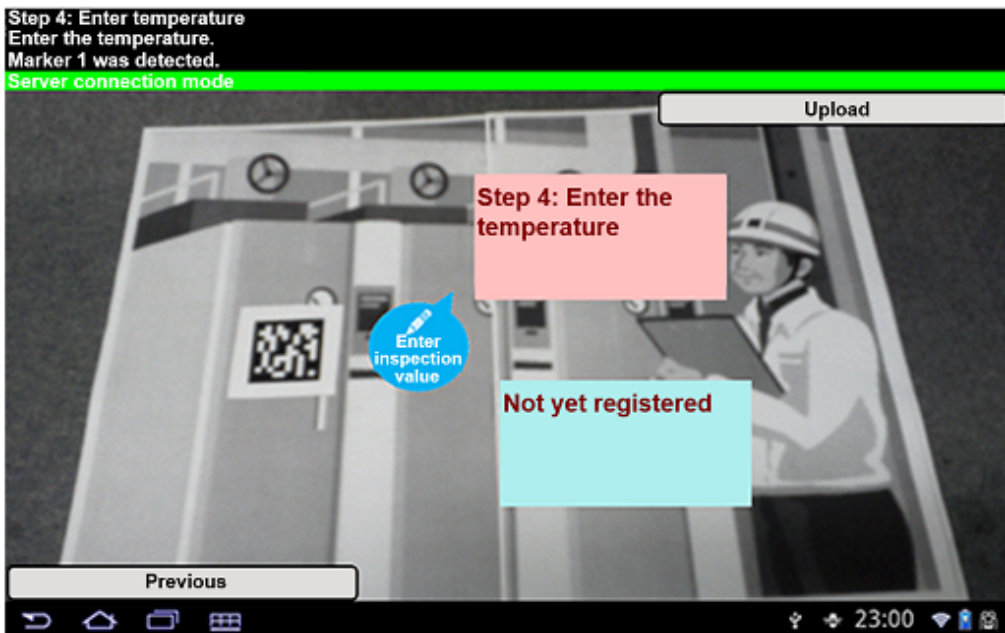 Step 4: Enter temperature
Enter the temperature.
Marker 1 was detected.
Server connection mode
Upload
Step 4: Enter the
temperature
Enter
inspection
value
Not yet registered
Previous
23:00